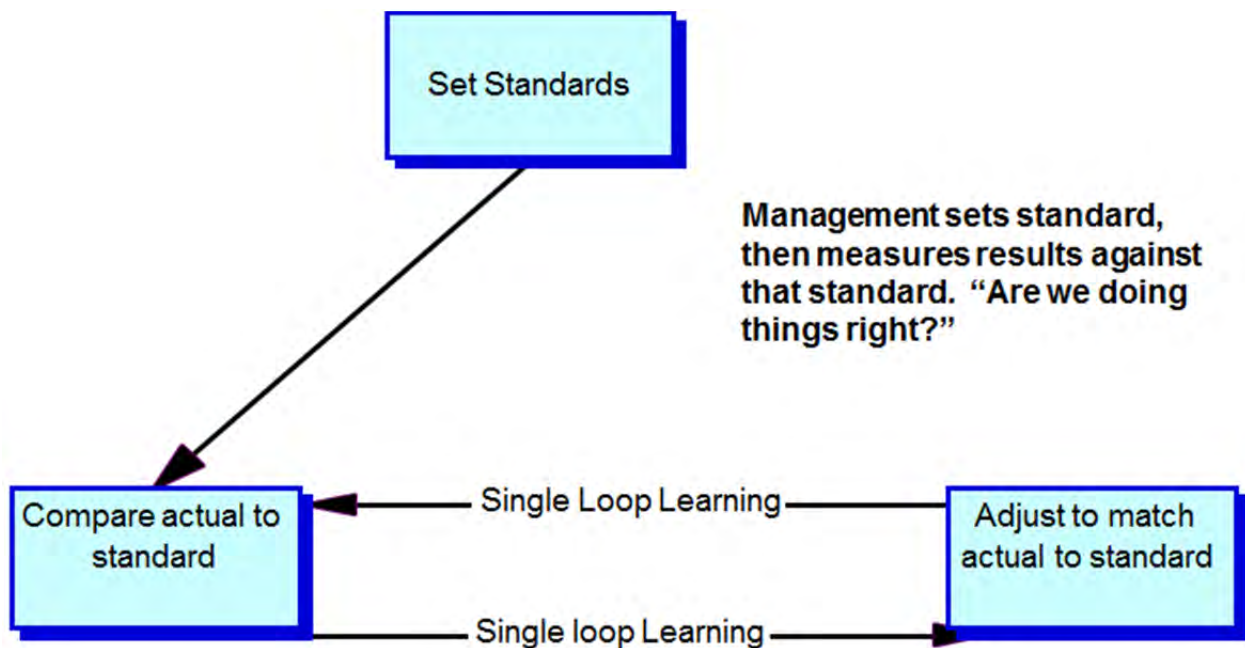 Set Standards
Management sets standard,
then measures results against
that standard. “Are we doing
things right?”
Compare actual to
standard
Single Loop Learning
Adjust to match
actual to standard
Single loop Learning